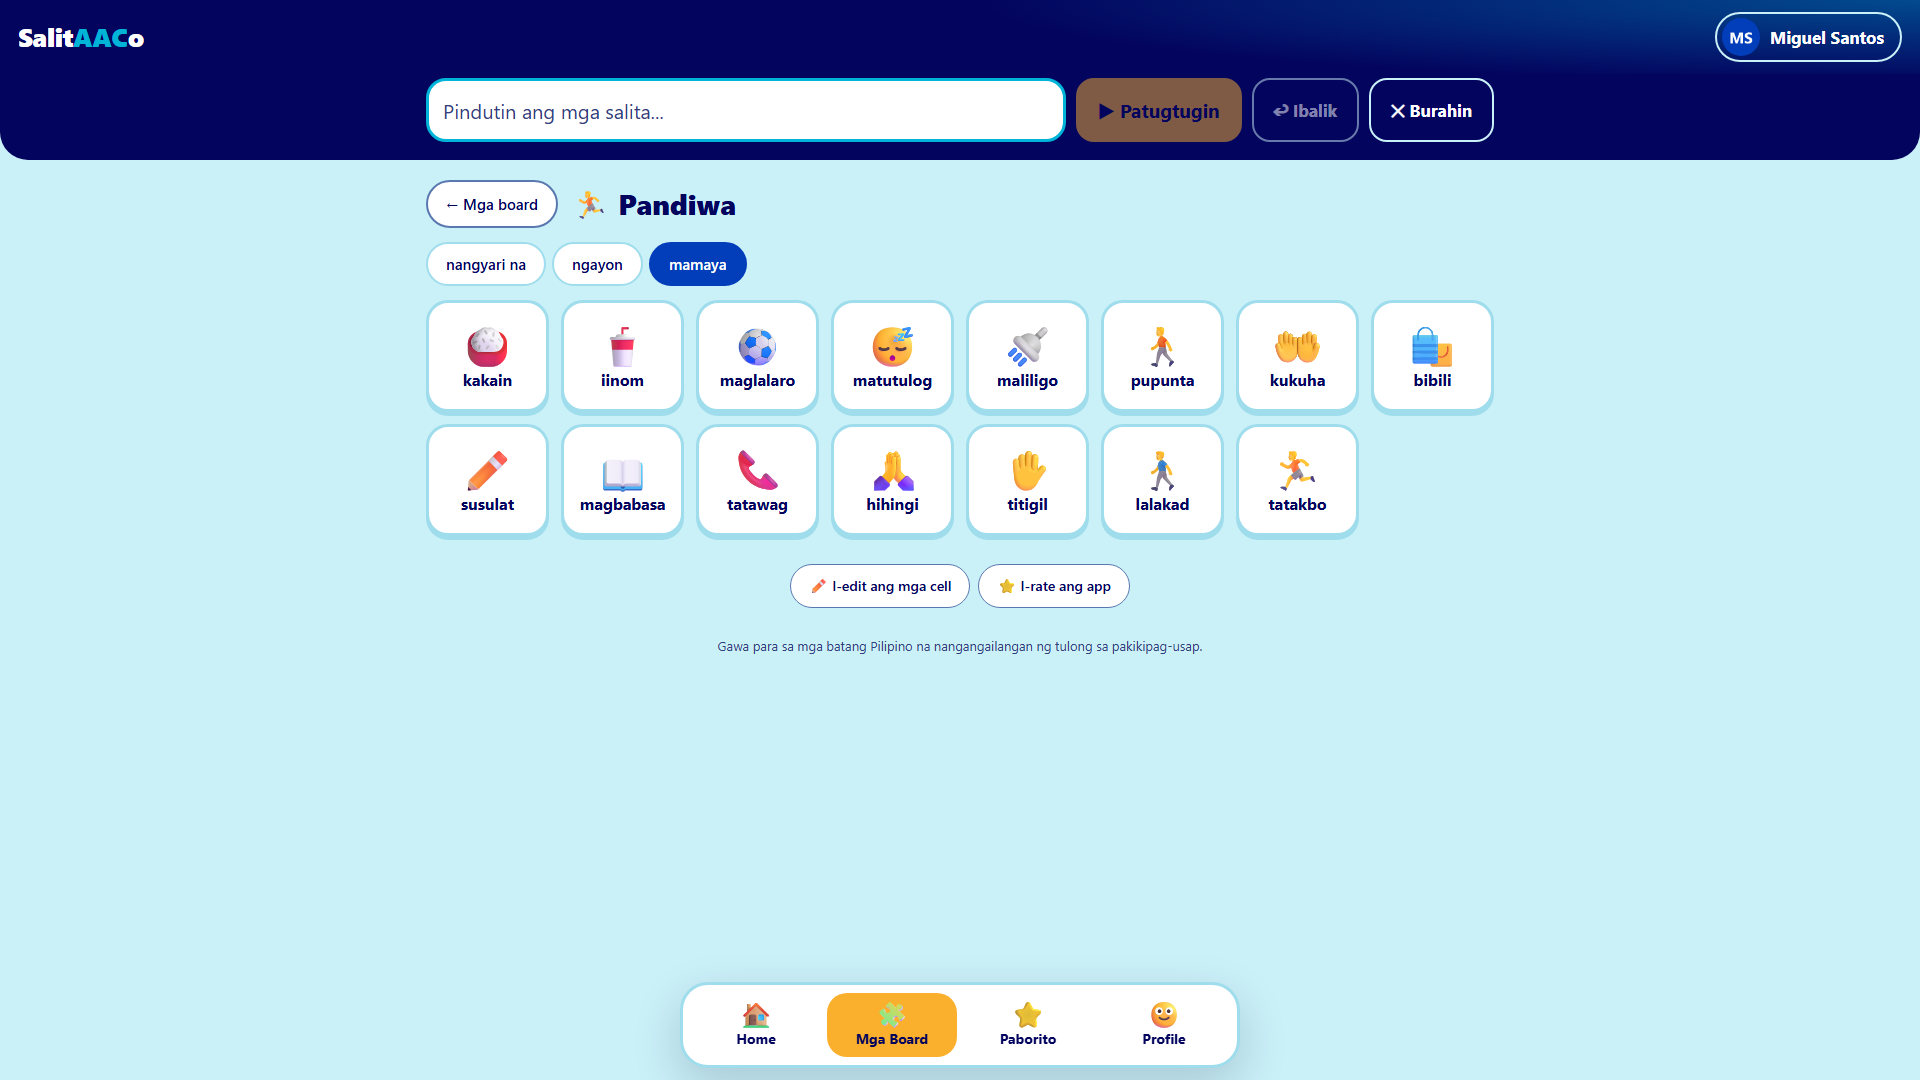 SalitAACo
MS Miguel Santos
Pindutin ang mga salita...
▶ Patugtugin
↩ Ibalik
✕ Burahin
← Mga board
Pandiwa
nangyari na
ngayon
mamaya
kakain
iinom
maglalaro
matutulog
maliligo
pupunta
kukuha
bibili
susulat
magbabasa
tatawag
hihingi
titigil
lalakad
tatakbo
I-edit ang mga cell
I-rate ang app
Gawa para sa mga batang Pilipino na nangangailangan ng tulong sa pakikipag-usap.
Home
Mga Board
Paborito
Profile